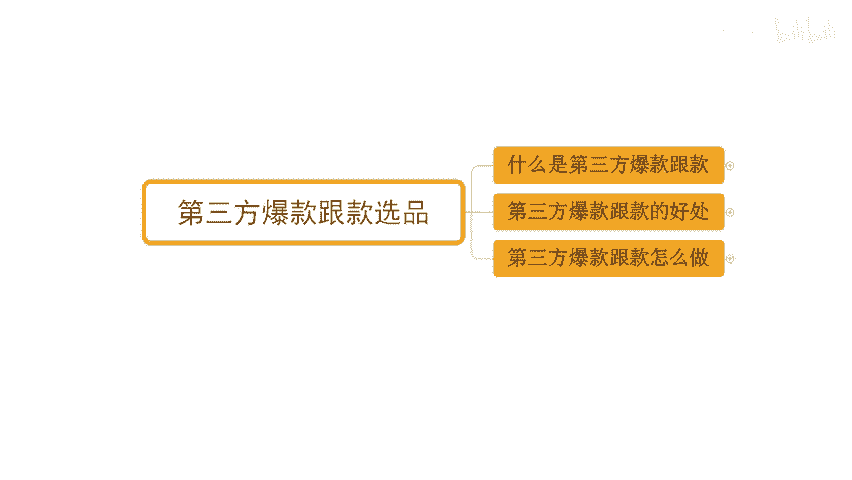 第三方爆款跟款选品
什么是第三方爆款跟款
第三方爆款跟款的好处
第三方爆款跟款怎么做